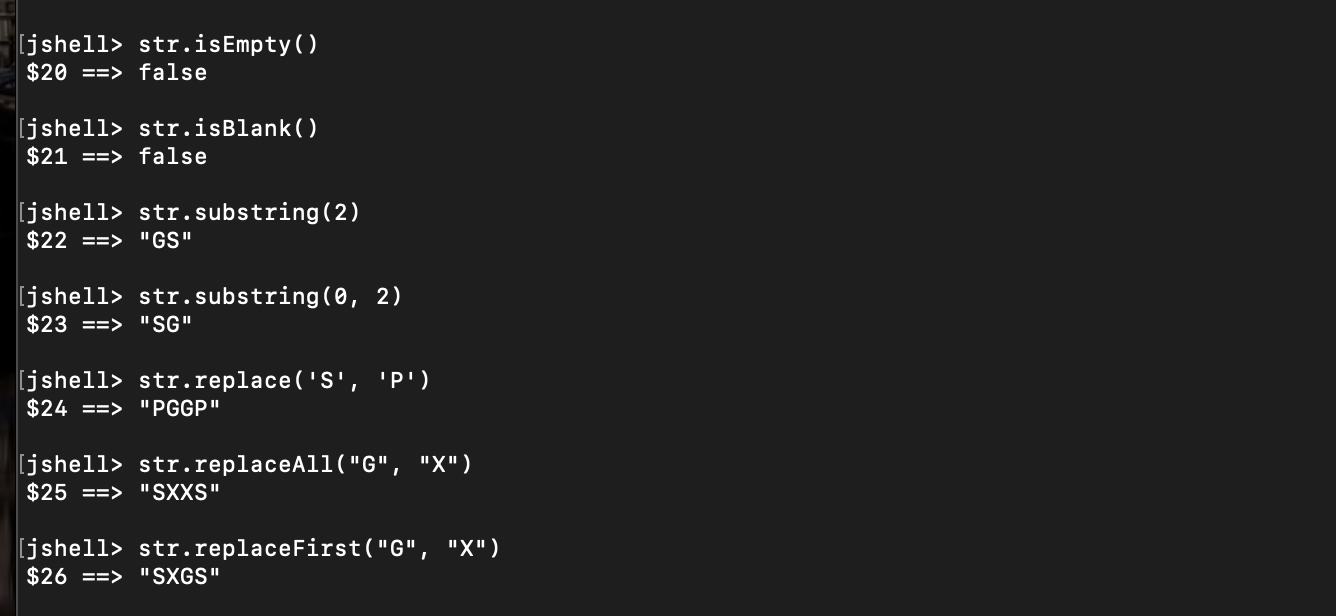 [jshell> str.isEmpty()
$20 ==> false
[jshell> str.isBlank()
$21 ==> false
[jshell> str.substring(2)
$22 ==> "GS"
[jshell> str.substring(0, 2)
$23 ==> "SG"
[jshell> str.replace('S', 'P')
$24 ==> "PGGP"
[jshell> str.replaceAll("G", "X")
$25 ==> "SXXS"
[jshell> str.replaceFirst("G", "X")
$26 ==> "SXGS"